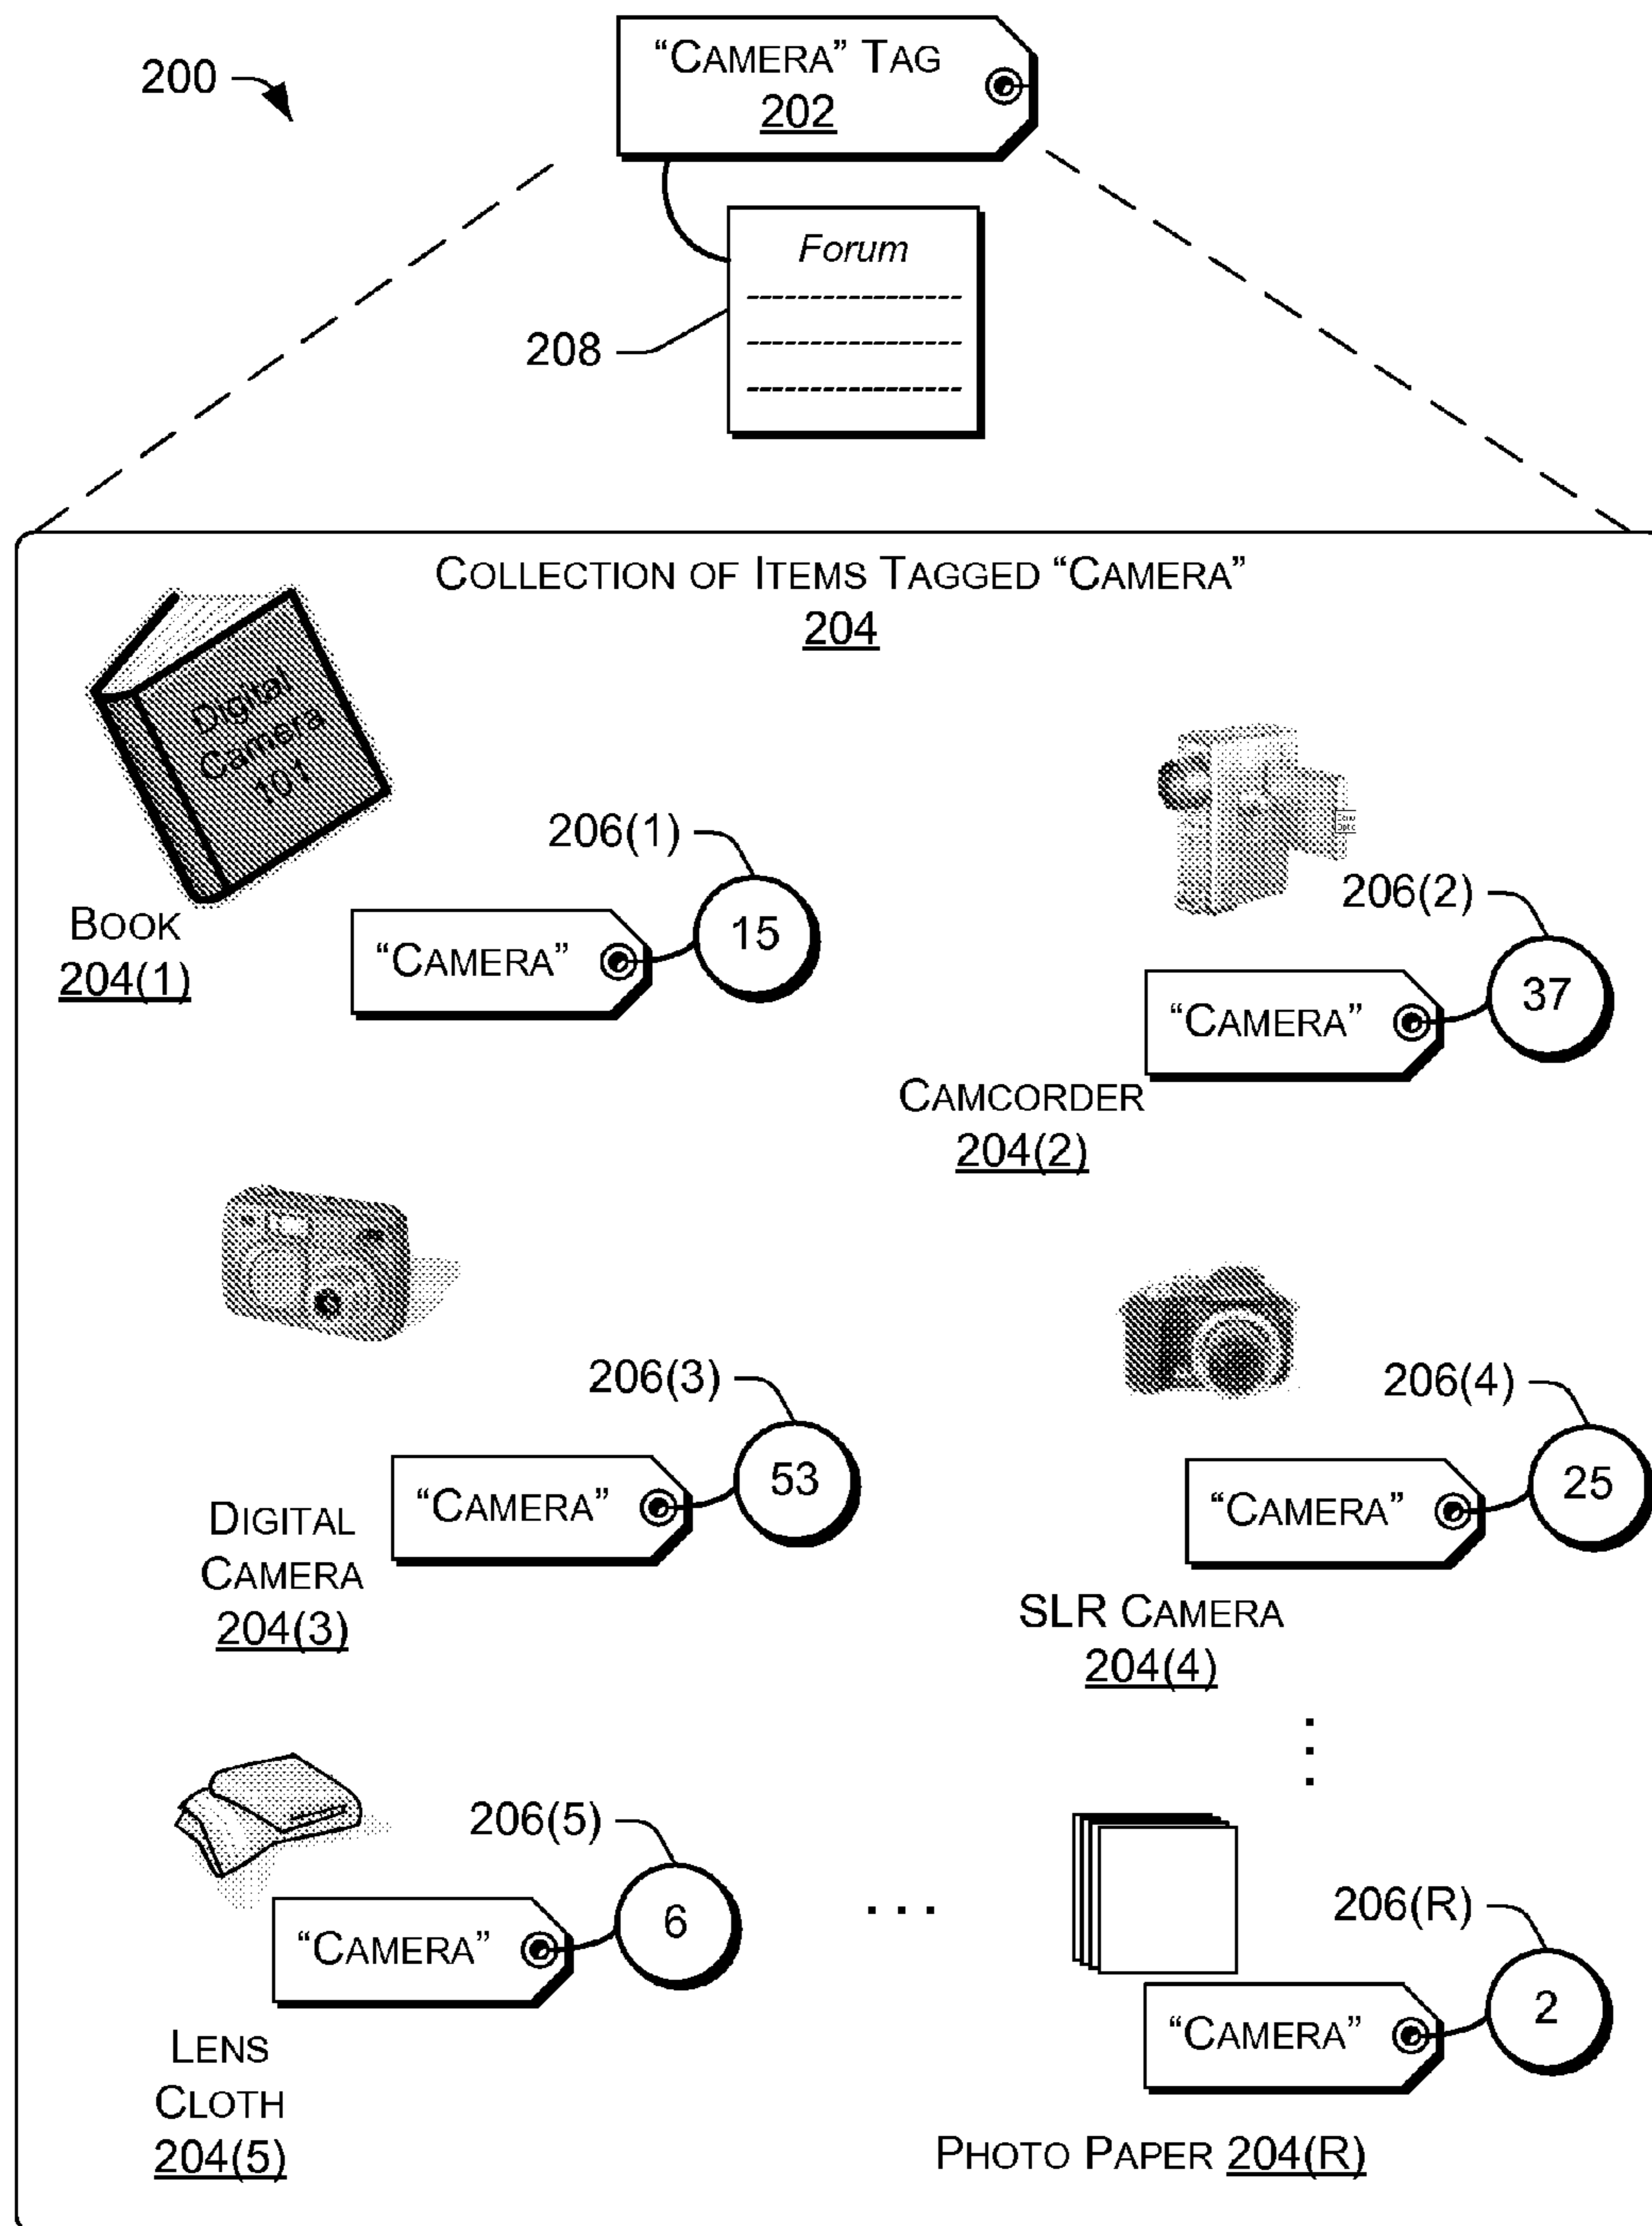 200
“CAMERA” TAG
202
Forum
208
COLLECTION OF ITEMS TAGGED “CAMERA”
204
Digital
Camera
101
BOOK
204(1)
“CAMERA”
206(1)
15
206(2)
“CAMERA”
37
CAMCORDER
204(2)
206(3)
“CAMERA”
53
DIGITAL
CAMERA
204(3)
206(4)
“CAMERA”
25
SLR CAMERA
204(4)
206(5)
“CAMERA”
6
LENS
CLOTH
204(5)
. . .
206(R)
“CAMERA”
2
PHOTO PAPER 204(R)